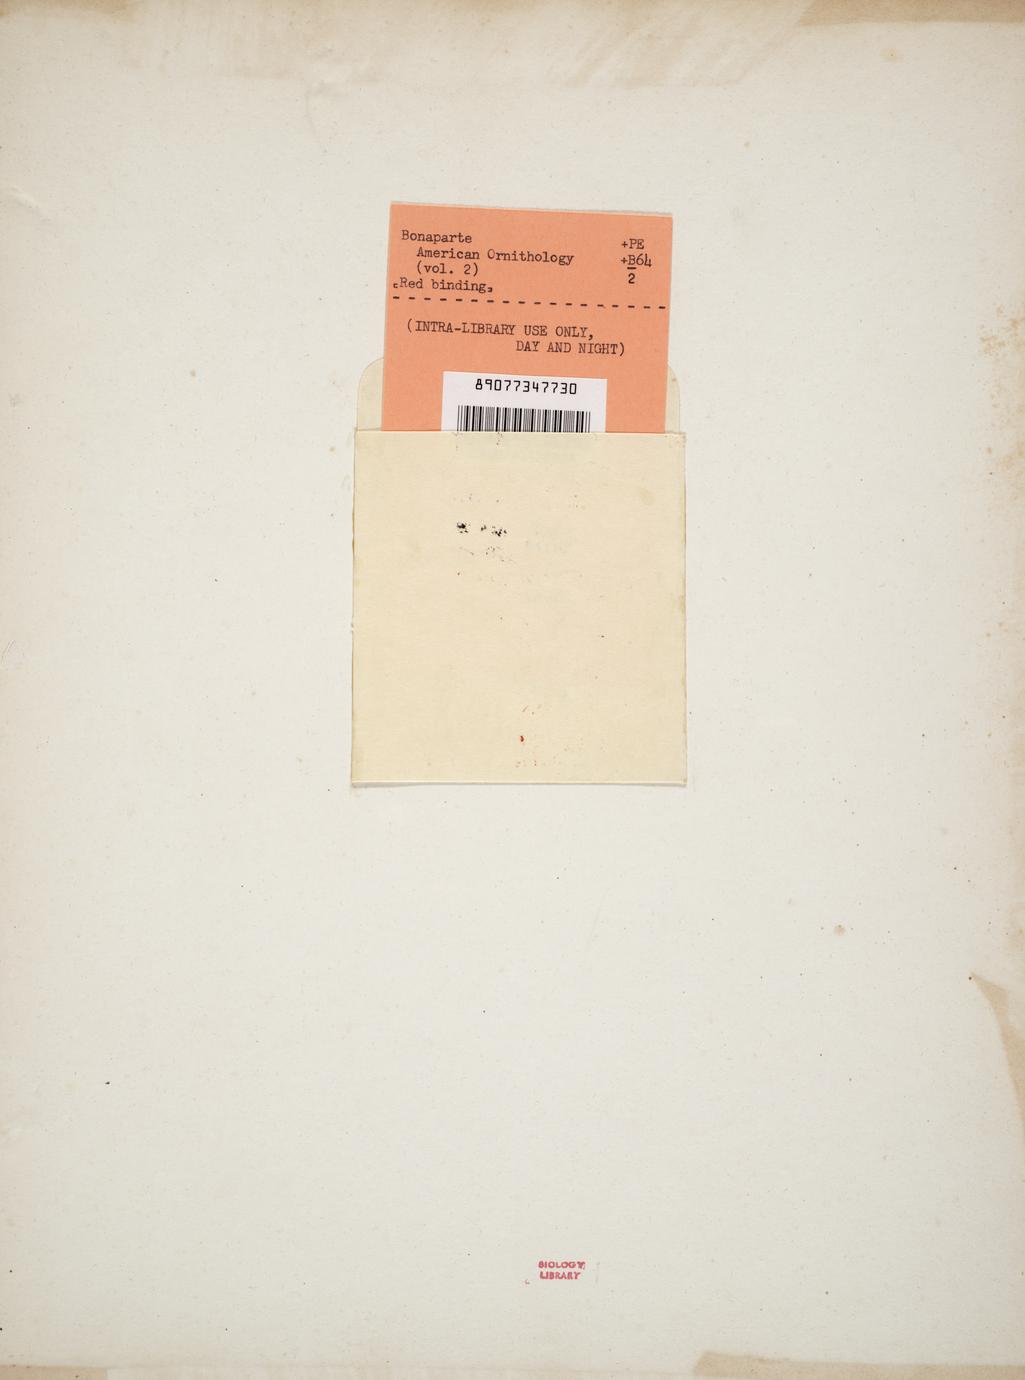 Bonaparte
American Ornithology
(vol. 2)
[Red binding]
+PE
+B64
2
(INTRA-LIBRARY USE ONLY,
DAY AND NIGHT)
89077347730
BIOLOGY
LIBRARY